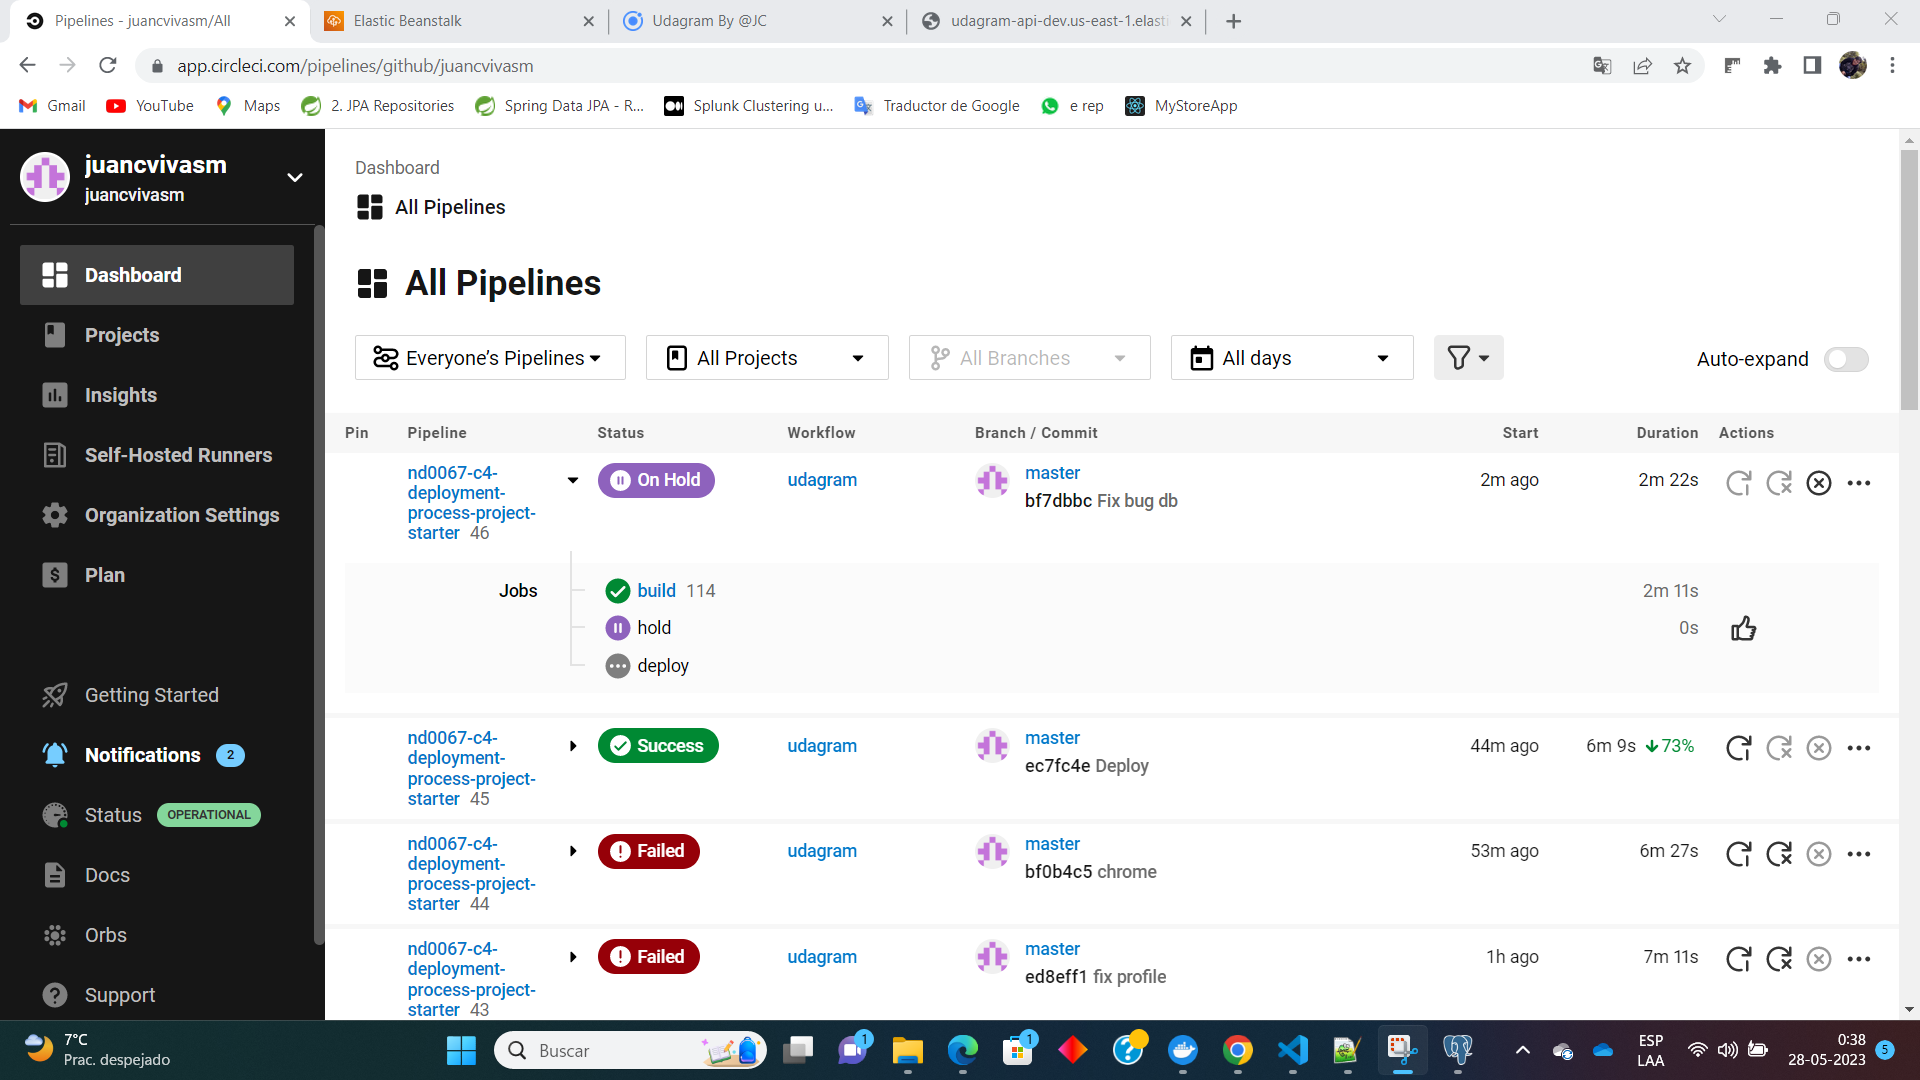 Pipelines - juancvivasm/All
Elastic Beanstalk
Udagram By @JC
udagram-api-dev.us-east-1.elasti
app.circleci.com/pipelines/github/juancvivasm
Gmail
YouTube
Maps
2. JPA Repositories
Spring Data JPA - R...
Splunk Clustering u...
Traductor de Google
e rep
MyStoreApp
juancvivasm
juancvivasm
Dashboard
Projects
Insights
Self-Hosted Runners
Organization Settings
Plan
Getting Started
Notifications 2
Status OPERATIONAL
Docs
Orbs
Support
Dashboard
All Pipelines
All Pipelines
Everyone's Pipelines
All Projects
All Branches
All days
Auto-expand
Pin Pipeline Status Workflow Branch / Commit Start Duration Actions
nd0067-c4-
deployment-
process-project-
starter 46
On Hold
udagram
master
bf7dbbc Fix bug db
2m ago
2m 22s
Jobs
build 114
2m 11s
hold
0s
deploy
nd0067-c4-
deployment-
process-project-
starter 45
Success
udagram
master
ec7fc4e Deploy
44m ago
6m 9s 73%
nd0067-c4-
deployment-
process-project-
starter 44
Failed
udagram
master
bf0b4c5 chrome
53m ago
6m 27s
nd0067-c4-
deployment-
process-project-
starter 43
Failed
udagram
master
ed8eff1 fix profile
1h ago
7m 11s
7°C
Prac. despejado
Buscar
1
1
ESP
LAA
0:38
28-05-2023
5